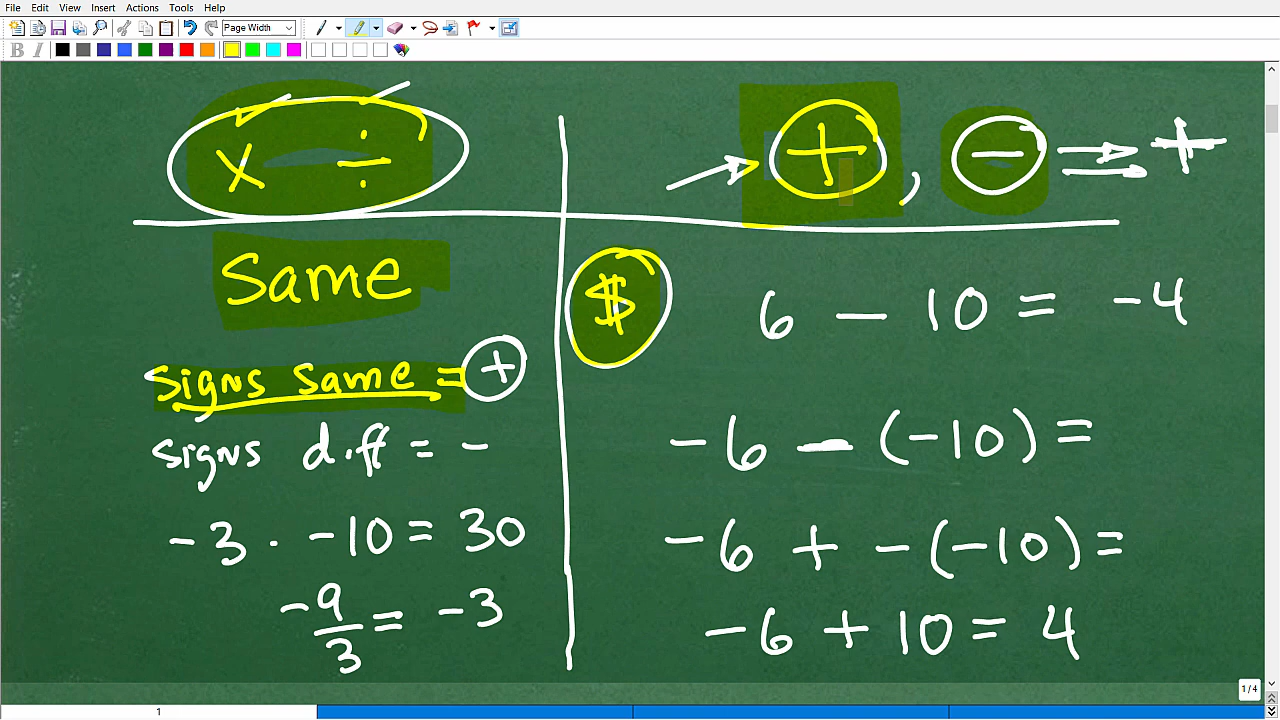 File Edit View Insert Actions Tools Help
Page Width
B I
× ÷
+ , − ⇒ +
Same
signs same = +
signs diff = -
-3 · -10 = 30
-9/3 = -3
$
6 − 10 = -4
-6 − (-10) =
-6 + -(-10) =
-6 + 10 = 4
1/4
1